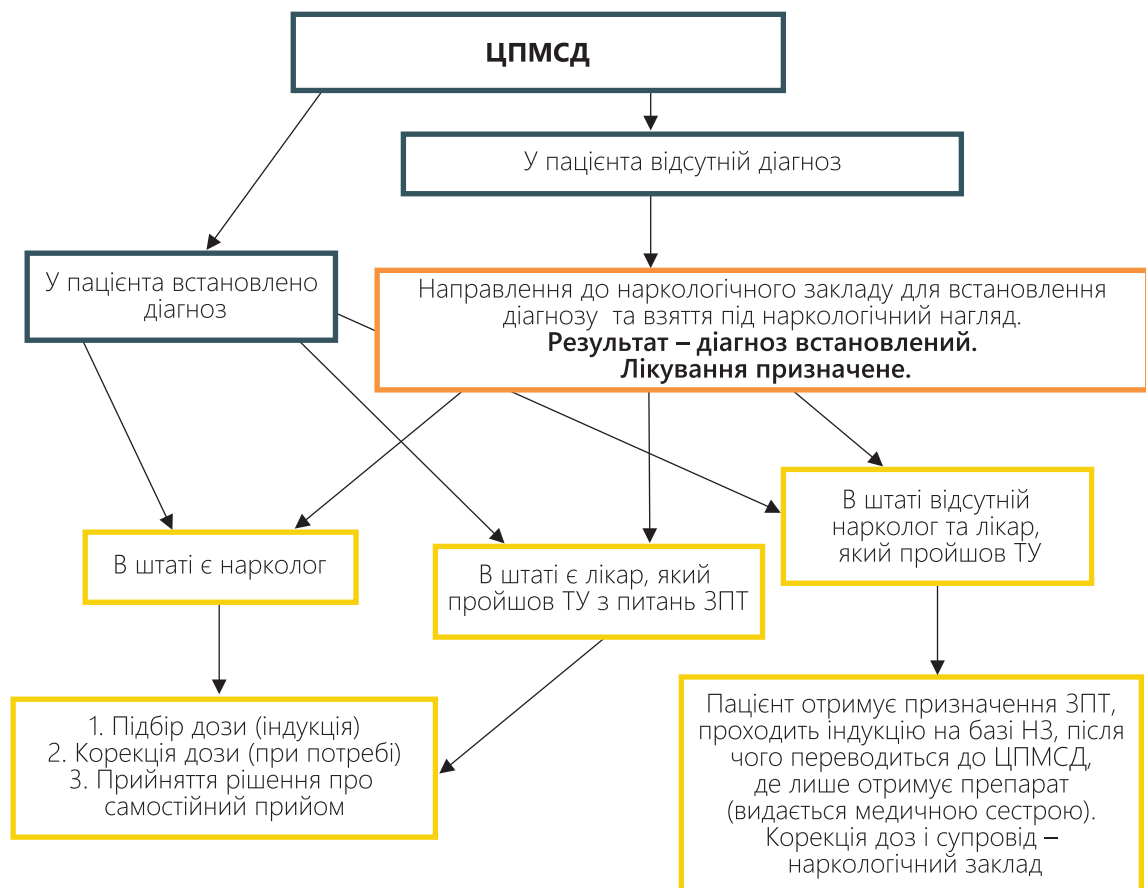 ЦПМСД
У пацієнта відсутній діагноз
У пацієнта встановлено
діагноз
Направлення до наркологічного закладу для встановлення
діагнозу та взяття під наркологічний нагляд.
Результат – діагноз встановлений.
Лікування призначене.
В штаті є нарколог
В штаті є лікар, який
пройшов ТУ з питань ЗПТ
В штаті відсутній
нарколог та лікар,
який пройшов ТУ
1. Підбір дози (індукція)
2. Корекція дози (при потребі)
3. Прийняття рішення про
самостійний прийом
Пацієнт отримує призначення ЗПТ,
проходить індукцію на базі НЗ, після
чого переводиться до ЦПМСД,
де лише отримує препарат
(видається медичною сестрою).
Корекція доз і супровід –
наркологічний заклад